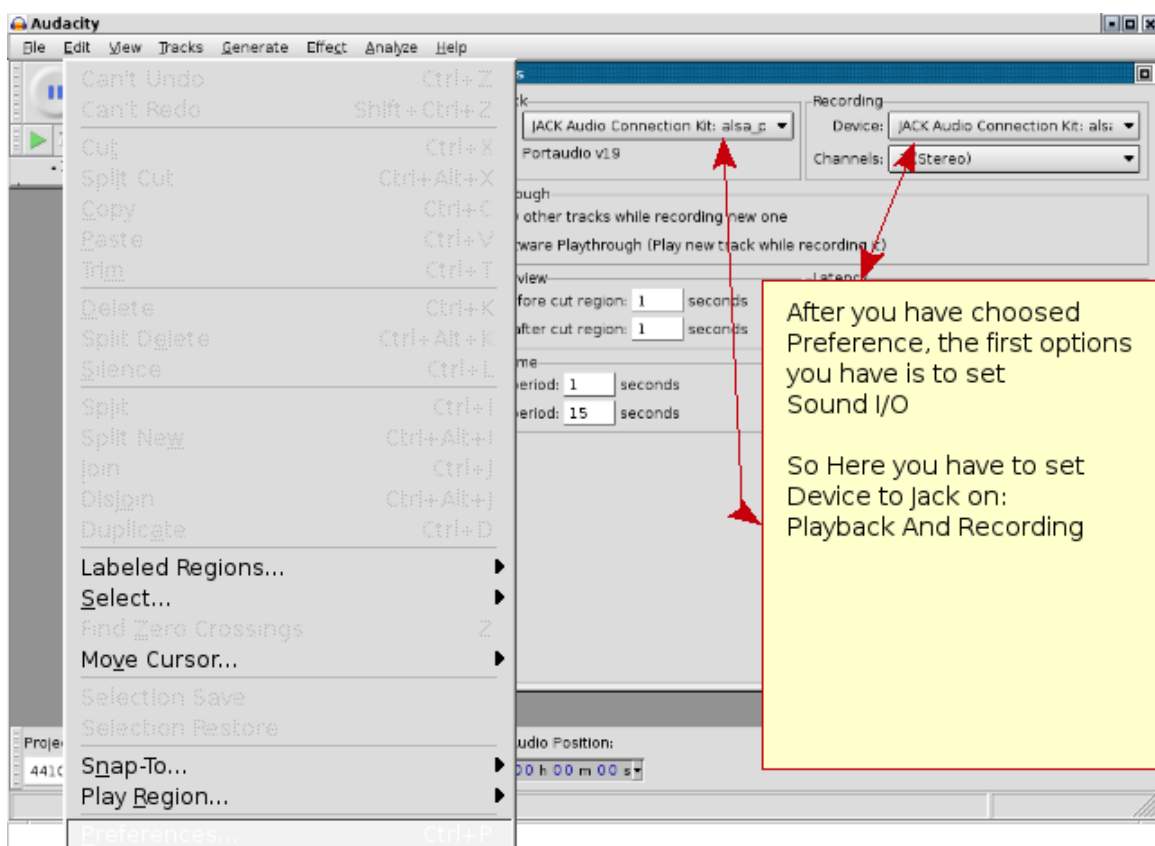 Audacity
File Edit View Tracks Generate Effect Analyze Help
Can't Undo Ctrl+Z
Can't Redo Shift+Ctrl+Z
Cut Ctrl+X
Split Cut Ctrl+Alt+X
Copy Ctrl+C
Paste Ctrl+V
Trim Ctrl+T
Delete Ctrl+K
Split Delete Ctrl+Alt+K
Silence Ctrl+L
Split Ctrl+I
Split New Ctrl+Alt+I
Join Ctrl+J
Disjoin Ctrl+Alt+J
Duplicate Ctrl+D
Labeled Regions...
Select...
Find Zero Crossings Z
Move Cursor...
Selection Save
Selection Restore
Snap-To...
Play Region...
Preferences... Ctrl+P
JACK Audio Connection Kit: alsa_p
Portaudio v19
Recording
Device: JACK Audio Connection Kit: als
Channels: (Stereo)
other tracks while recording new one
Playthrough (Play new track while recording it)
cut region: 1 seconds
after cut region: 1 seconds
1 seconds
15 seconds
Latency
After you have choosed
Preference, the first options
you have is to set
Sound I/O
So Here you have to set
Device to Jack on:
Playback And Recording
Position:
00 h 00 m 00 s